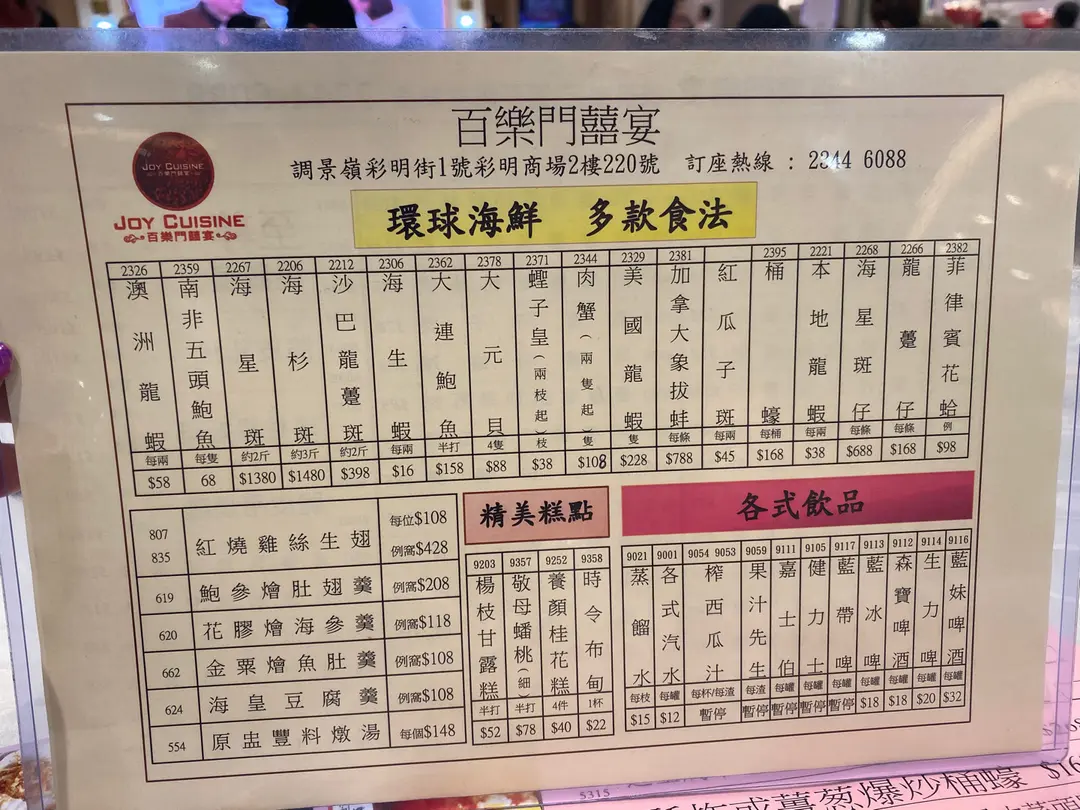 百樂門囍宴
調景嶺彩明街1號彩明商場2樓220號 訂座熱線 : 2344 6088
JOY CUISINE
百樂門囍宴
JOY CUISINE
百樂門囍宴
環球海鮮 多款食法
2326 澳洲龍蝦 每兩 $58
2359 南非五頭鮑魚 每隻 68
2267 海星斑 約2斤 $1380
2206 海杉斑 約3斤 $1480
2212 沙巴龍躉斑 約2斤 $398
2306 海生蝦 每兩 $16
2362 大連鮑魚 半打 $158
2378 大元貝 4隻 $88
2371 蟶子皇(兩枝起) 枝 $38
2344 肉蟹(兩隻起) 隻 $108
2329 美國龍蝦 隻 $228
2381 加拿大象拔蚌 每條 $788
紅瓜子斑 每兩 $45
2395 桶蠔 每桶 $168
2221 本地龍蝦 每兩 $38
2268 海星斑仔 每條 $688
2266 龍躉仔 每條 $168
2382 菲律賓花蛤 例 $98
807 835 紅燒雞絲生翅 每位$108 例窩$428
619 鮑參燴肚翅羹 例窩$208
620 花膠燴海參羹 例窩$118
662 金粟燴魚肚羹 例窩$108
624 海皇豆腐羹 例窩$108
554 原盅豐料燉湯 每個$148
精美糕點
9203 楊枝甘露糕 半打 $52
9357 敬母蟠桃(細 半打 $78
9252 養顏桂花糕 4件 $40
9358 時令布甸 1杯 $22
各式飲品
9021 蒸餾水 每枝 $15
9001 各式汽水 每罐 $12
9054 9053 榨西瓜汁 每杯/每渣 暫停
9059 果汁先生 每渣 暫停
9111 嘉士伯 每罐 暫停
9105 健力士 每罐 暫停
9117 藍帶啤 每罐 暫停
9113 藍冰啤 每罐 $18
9112 森寶啤酒 每罐 $18
9114 生力啤 每罐 $20
9116 藍妹啤酒 每罐 $32
5315
葱爆炒桶蠔 $16